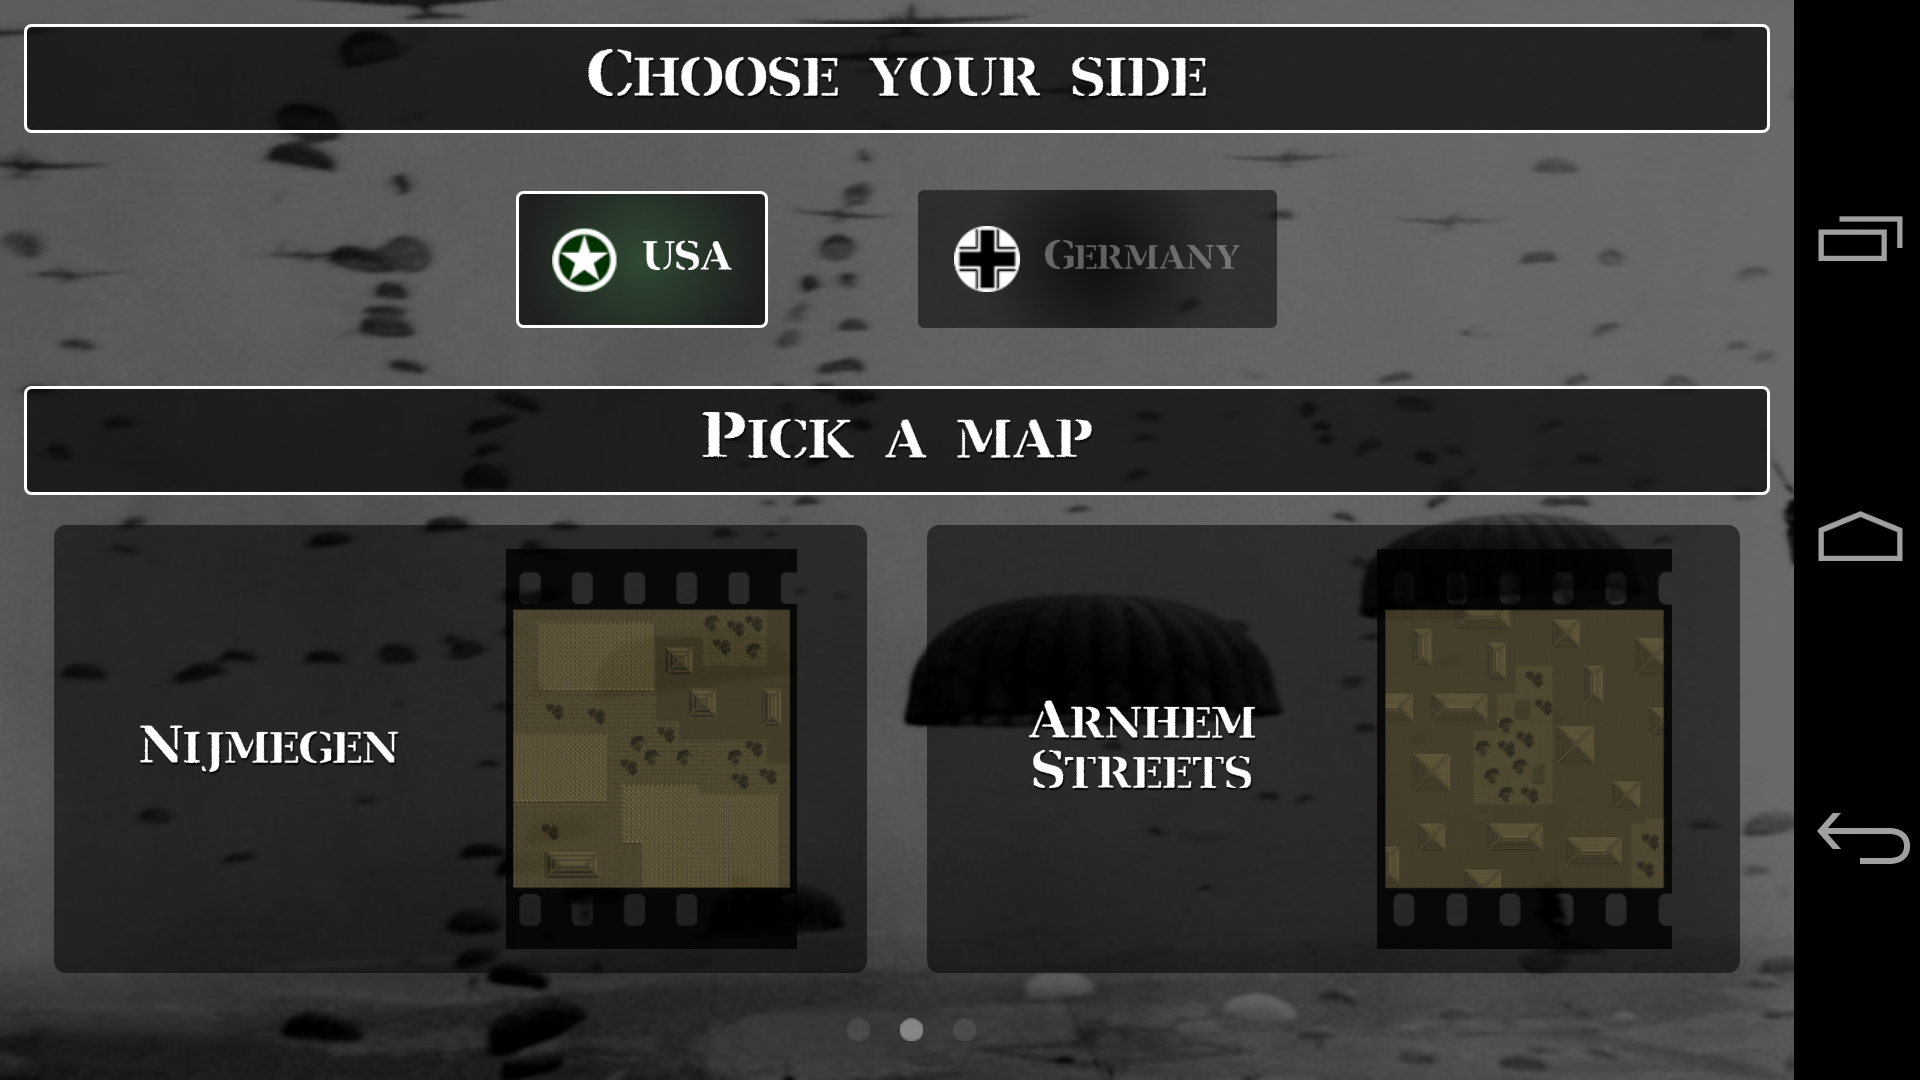 Choose your side
USA
Germany
Pick a map
Nijmegen
Arnhem
Streets